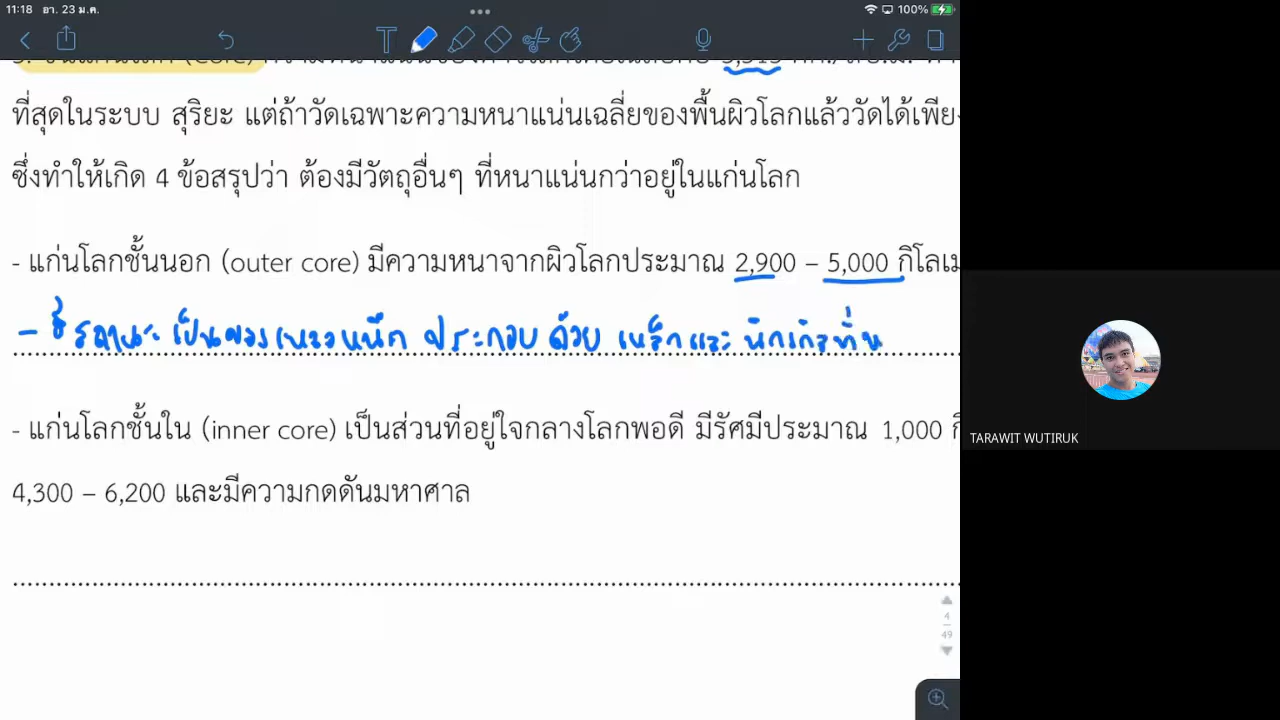 11:18 อา. 23 ม.ค.
100%
3. ชั้นแก่นโลก (Core)
5,515
ที่สุดในระบบ สุริยะ แต่ถ้าวัดเฉพาะความหนาแน่นเฉลี่ยของพื้นผิวโลกแล้ววัดได้เพียง
ซึ่งทำให้เกิด 4 ข้อสรุปว่า ต้องมีวัตถุอื่นๆ ที่หนาแน่นกว่าอยู่ในแก่นโลก
- แก่นโลกชั้นนอก (outer core) มีความหนาจากผิวโลกประมาณ 2,900 – 5,000 กิโลเม
- มีสถานะเป็นของเหลวหนืด ประกอบด้วย เหล็กและ นิกเกิล
- แก่นโลกชั้นใน (inner core) เป็นส่วนที่อยู่ใจกลางโลกพอดี มีรัศมีประมาณ 1,000 กิ
4,300 – 6,200 และมีความกดดันมหาศาล
4
49
TARAWIT WUTIRUK